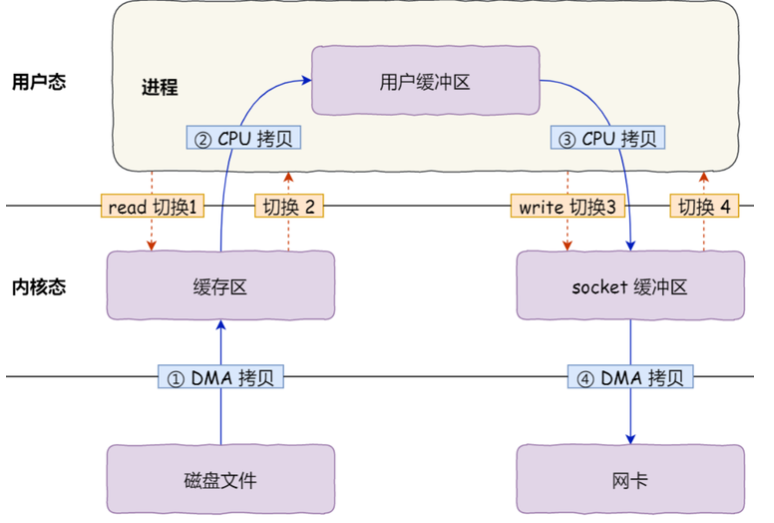 用户态
进程
用户缓冲区
② CPU 拷贝
③ CPU 拷贝
read 切换1
切换 2
write 切换3
切换 4
内核态
缓存区
socket 缓冲区
① DMA 拷贝
④ DMA 拷贝
磁盘文件
网卡